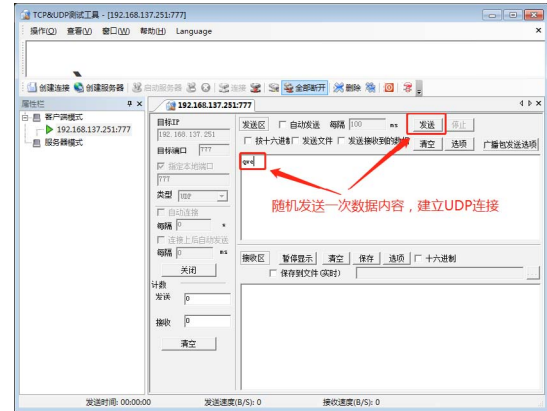 TCP&UDP测试工具 - [192.168.137.251:777]
操作(O) 查看(V) 窗口(W) 帮助(H) Language
创建连接 创建服务器 启动服务器 连接 全部断开 删除
属性栏
客户端模式
192.168.137.251:777
服务器模式
192.168.137.251:777
目标IP
192.168.137.251
目标端口 777
指定本地端口
777
类型 UDP
自动连接
每隔 0 s
连接上后自动发送
每隔 0 ms
关闭
计数
发送 0
接收 0
清空
发送区 自动发送 每隔 100 ms 发送 停止
按十六进制 发送文件 发送接收到的数据 清空 选项 广播包发送选项
qwq
随机发送一次数据内容，建立UDP连接
接收区 暂停显示 清空 保存 选项 十六进制
保存到文件(实时)
发送时间: 00:00:00 发送速度(B/S): 0 接收速度(B/S): 0